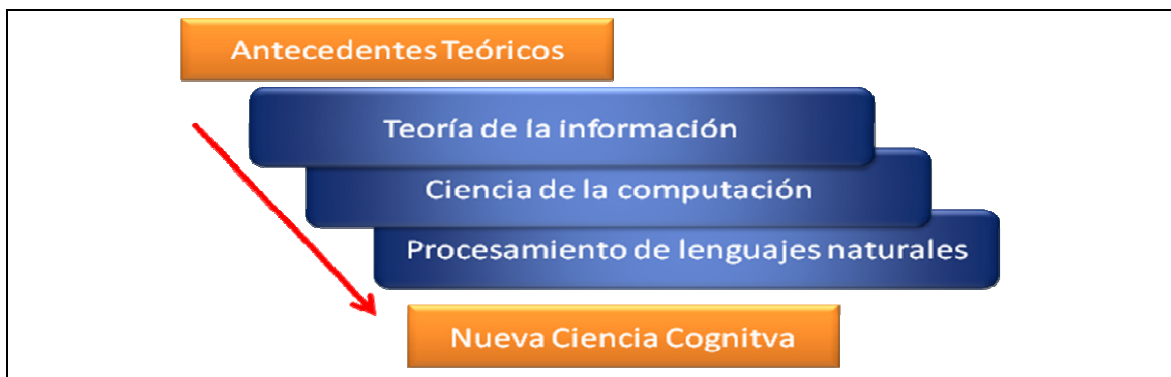 Antecedentes Teóricos
Teoría de la información
Ciencia de la computación
Procesamiento de lenguajes naturales
Nueva Ciencia Cognitva